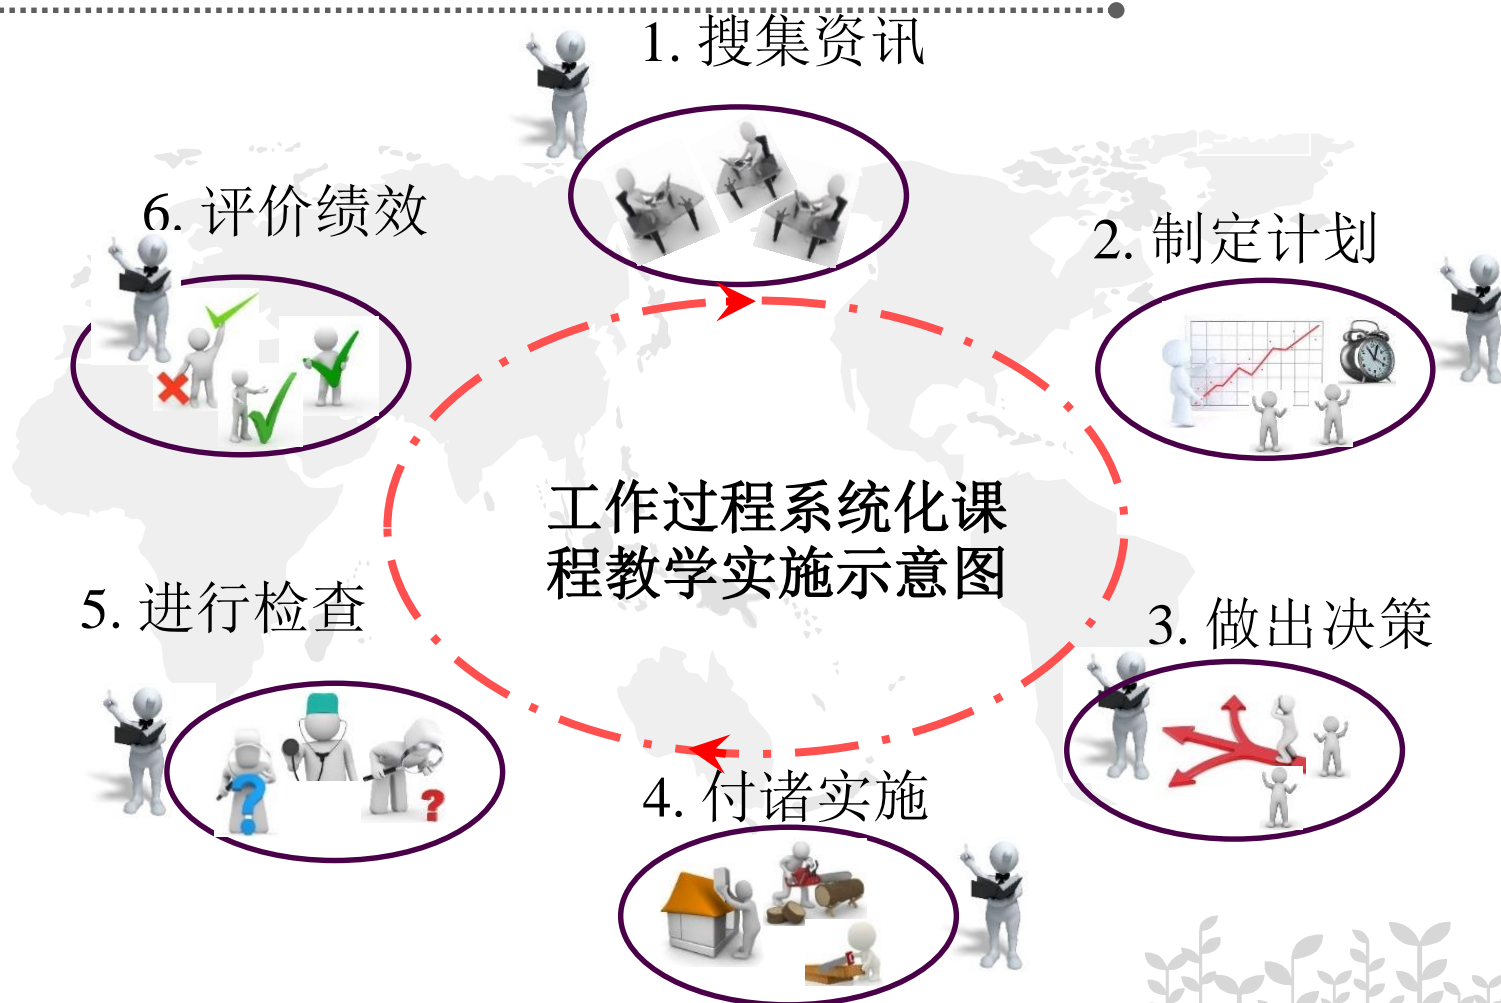 1. 搜集资讯
2. 制定计划
3. 做出决策
4. 付诸实施
5. 进行检查
6. 评价绩效
工作过程系统化课
程教学实施示意图